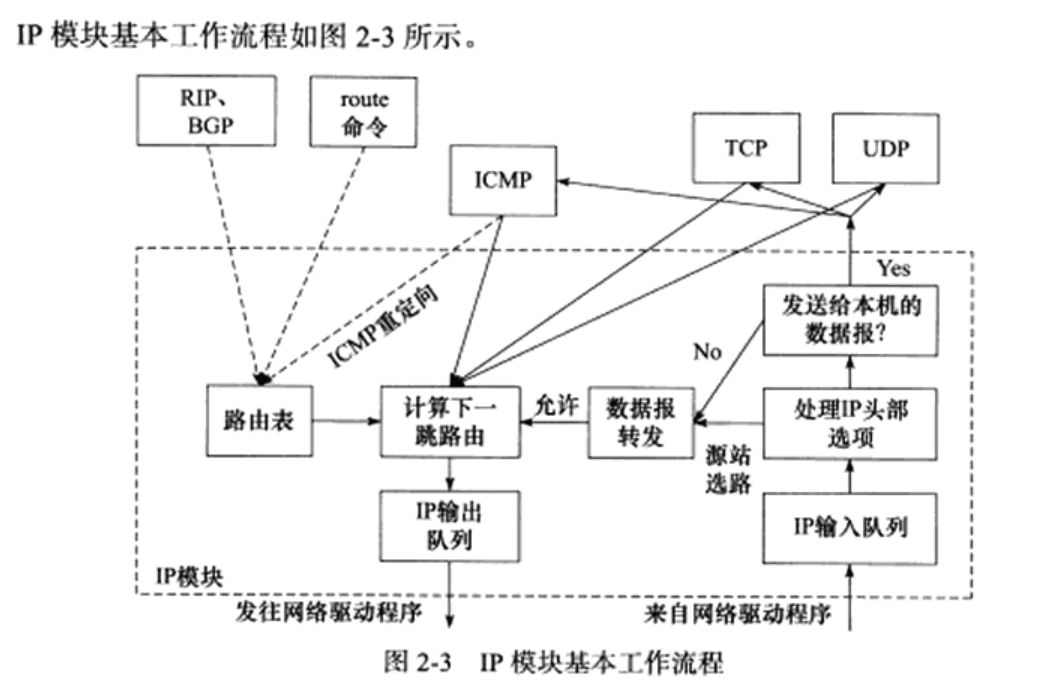 IP 模块基本工作流程如图 2-3 所示。
RIP、
BGP
route
命令
ICMP
TCP
UDP
Yes
发送给本机的
数据报?
No
ICMP重定向
路由表
计算下一
跳路由
允许
数据报
转发
处理IP头部
选项
源站
选路
IP输出
队列
IP输入队列
IP模块
发往网络驱动程序
来自网络驱动程序
图 2-3 IP 模块基本工作流程